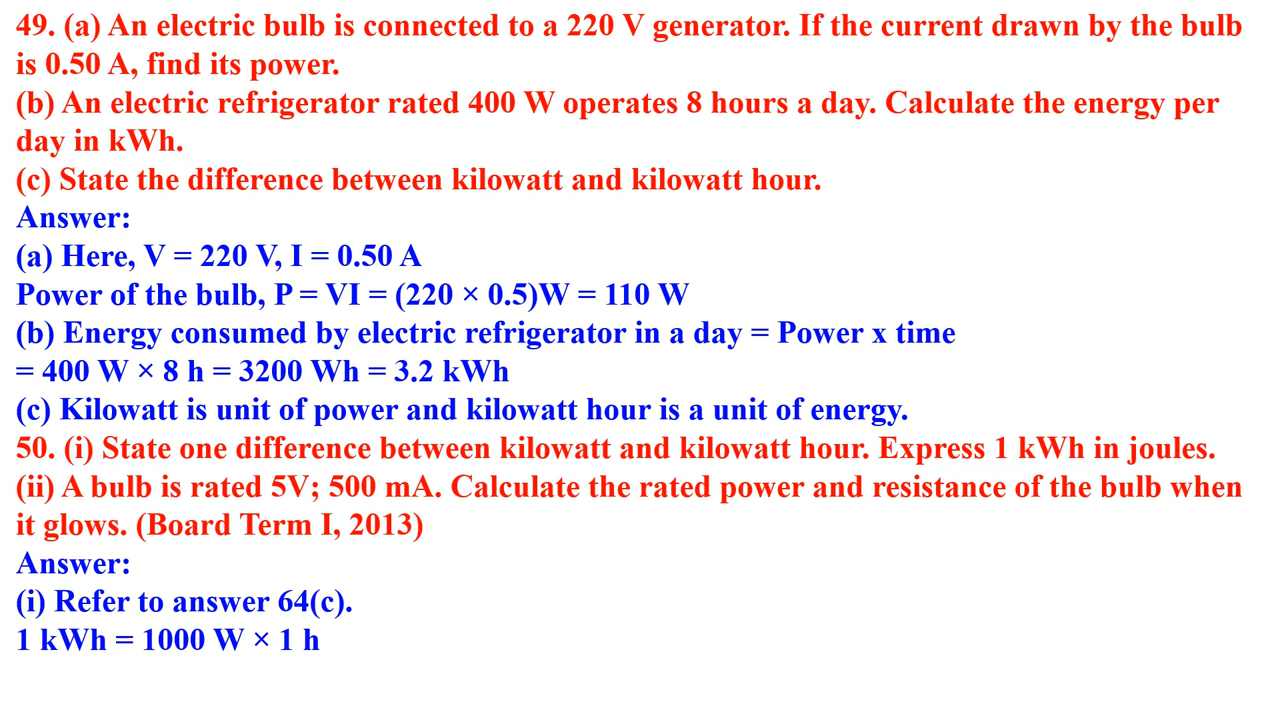 49. (a) An electric bulb is connected to a 220 V generator. If the current drawn by the bulb
is 0.50 A, find its power.
(b) An electric refrigerator rated 400 W operates 8 hours a day. Calculate the energy per
day in kWh.
(c) State the difference between kilowatt and kilowatt hour.
Answer:
(a) Here, V = 220 V, I = 0.50 A
Power of the bulb, P = VI = (220 × 0.5)W = 110 W
(b) Energy consumed by electric refrigerator in a day = Power x time
= 400 W × 8 h = 3200 Wh = 3.2 kWh
(c) Kilowatt is unit of power and kilowatt hour is a unit of energy.
50. (i) State one difference between kilowatt and kilowatt hour. Express 1 kWh in joules.
(ii) A bulb is rated 5V; 500 mA. Calculate the rated power and resistance of the bulb when
it glows. (Board Term I, 2013)
Answer:
(i) Refer to answer 64(c).
1 kWh = 1000 W × 1 h